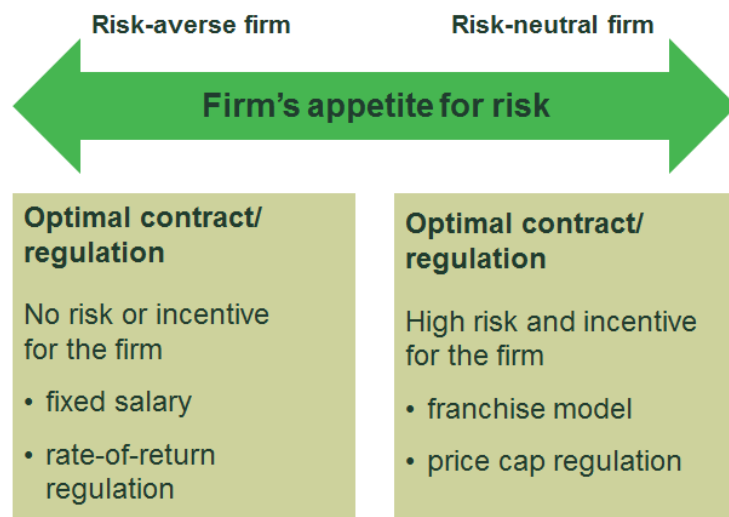 Risk-averse firm
Risk-neutral firm
Firm's appetite for risk
Optimal contract/
regulation
No risk or incentive
for the firm
• fixed salary
• rate-of-return
regulation
Optimal contract/
regulation
High risk and incentive
for the firm
• franchise model
• price cap regulation